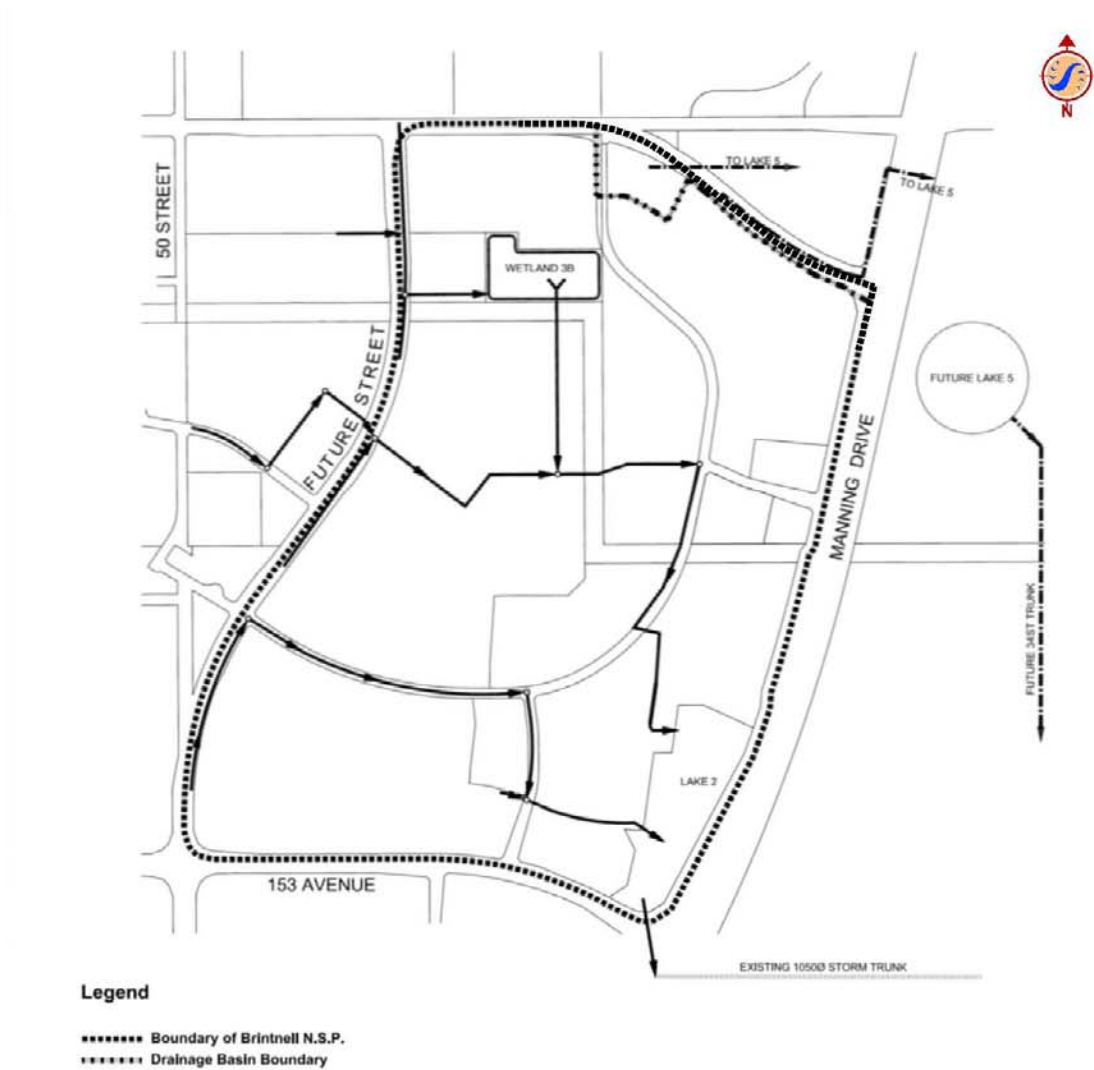 N
TO LAKE 5
TO LAKE 5
50 STREET
WETLAND 3B
FUTURE STREET
FUTURE LAKE 5
MANNING DRIVE
FUTURE 34ST TRUNK
LAKE 2
153 AVENUE
EXISTING 1050Ø STORM TRUNK
Legend
Boundary of Brintnell N.S.P.
Drainage Basin Boundary